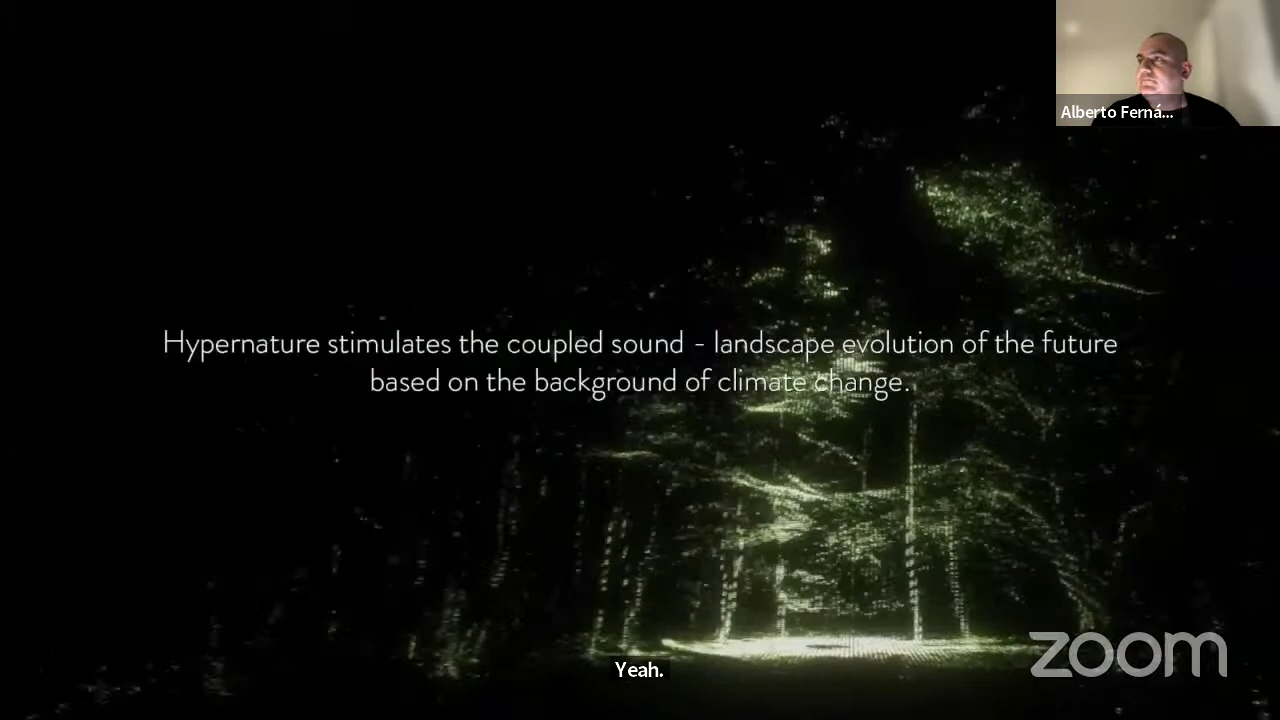 Alberto Ferná...
Hypernature stimulates the coupled sound - landscape evolution of the future
based on the background of climate change.
Yeah.
zoom